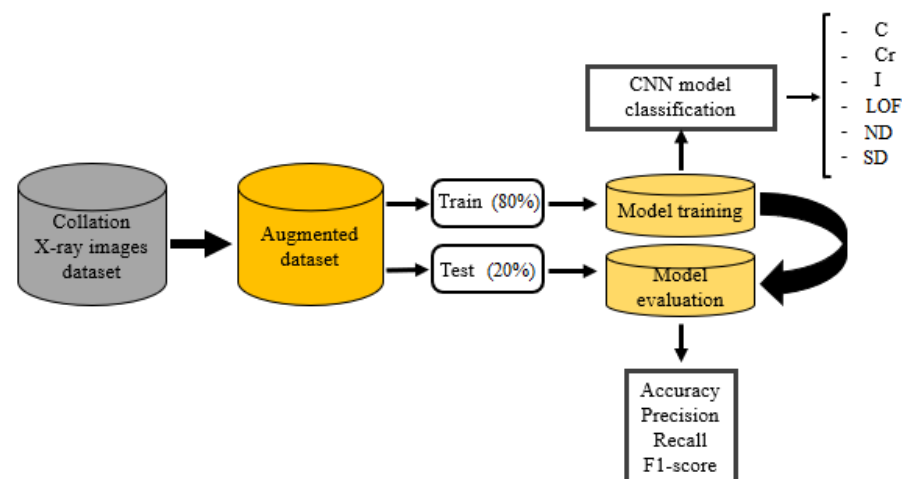 Collation
X-ray images
dataset
Augmented
dataset
Train (80%)
Test (20%)
Model training
Model
evaluation
CNN model
classification
- C
- Cr
- I
- LOF
- ND
- SD
Accuracy
Precision
Recall
F1-score